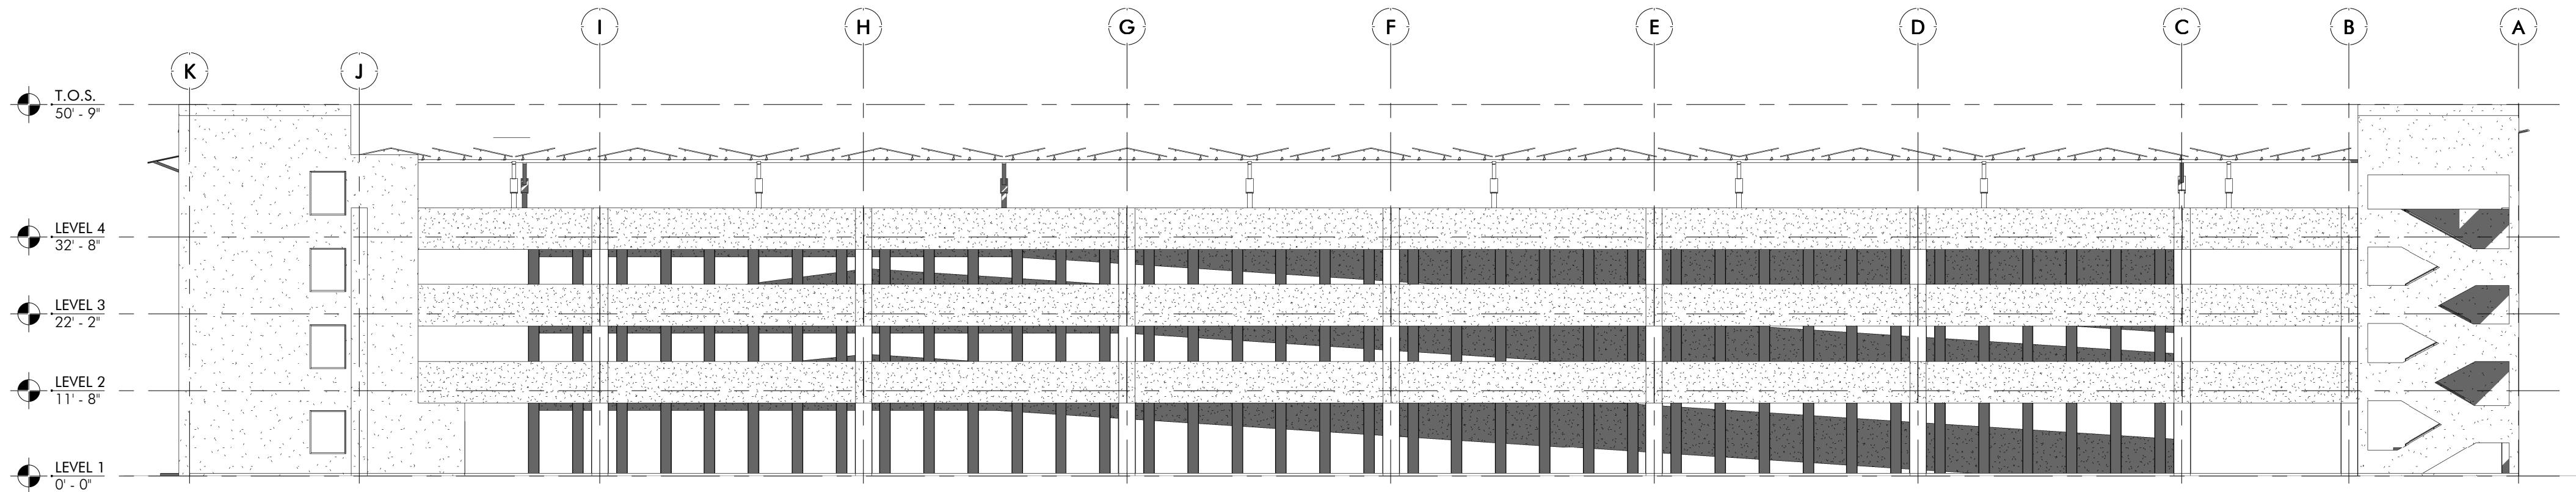 I H G F E D C B A
K J
T.O.S.
50' - 9"
LEVEL 4
32' - 8"
LEVEL 3
22' - 2"
LEVEL 2
11' - 8"
LEVEL 1
0' - 0"